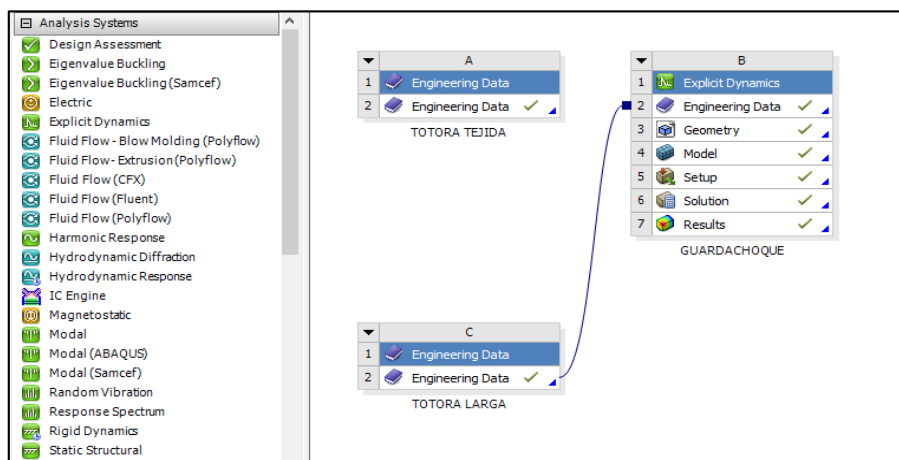 Analysis Systems
Design Assessment
Eigenvalue Buckling
Eigenvalue Buckling (Samcef)
Electric
Explicit Dynamics
Fluid Flow - Blow Molding (Polyflow)
Fluid Flow - Extrusion (Polyflow)
Fluid Flow (CFX)
Fluid Flow (Fluent)
Fluid Flow (Polyflow)
Harmonic Response
Hydrodynamic Diffraction
Hydrodynamic Response
IC Engine
Magnetostatic
Modal
Modal (ABAQUS)
Modal (Samcef)
Random Vibration
Response Spectrum
Rigid Dynamics
Static Structural
A
1 Engineering Data
2 Engineering Data
TOTORA TEJIDA
B
1 Explicit Dynamics
2 Engineering Data
3 Geometry
4 Model
5 Setup
6 Solution
7 Results
GUARDACHOQUE
C
1 Engineering Data
2 Engineering Data
TOTORA LARGA